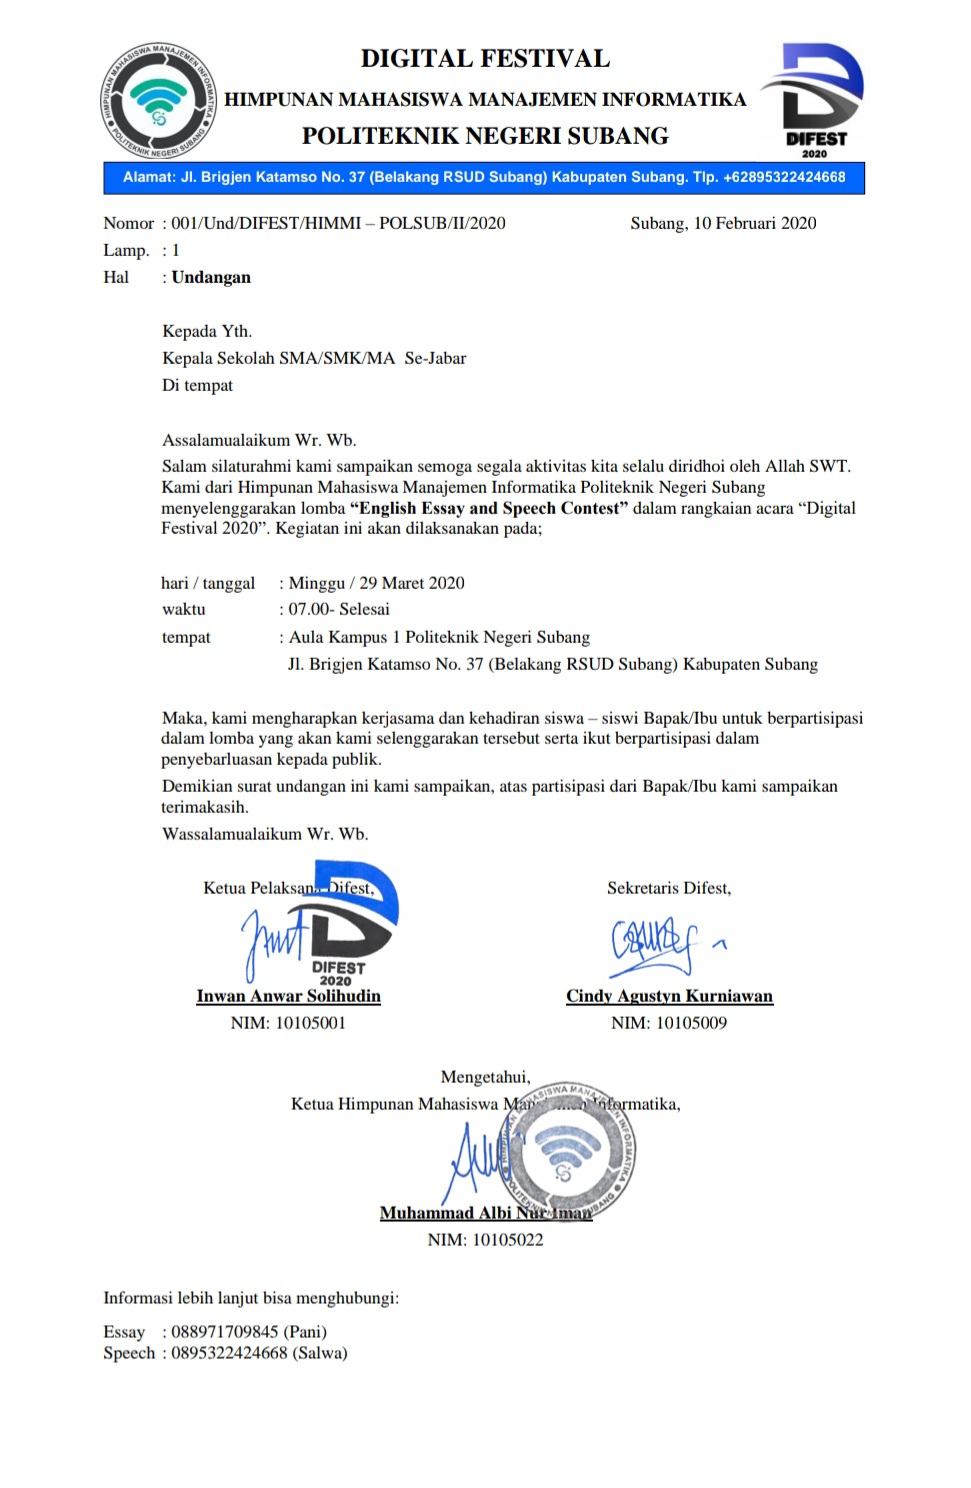 DIGITAL FESTIVAL
HIMPUNAN MAHASISWA MANAJEMEN INFORMATIKA
POLITEKNIK NEGERI SUBANG
HIMPUNAN MAHASISWA MANAJEMEN INFORMATIKA
POLITEKNIK NEGERI SUBANG
DIFEST
2020
Alamat: Jl. Brigjen Katamso No. 37 (Belakang RSUD Subang) Kabupaten Subang. Tlp. +62895322424668
Nomor : 001/Und/DIFEST/HIMMI – POLSUB/II/2020 Subang, 10 Februari 2020
Lamp. : 1
Hal : Undangan
Kepada Yth.
Kepala Sekolah SMA/SMK/MA Se-Jabar
Di tempat
Assalamualaikum Wr. Wb.
Salam silaturahmi kami sampaikan semoga segala aktivitas kita selalu diridhoi oleh Allah SWT.
Kami dari Himpunan Mahasiswa Manajemen Informatika Politeknik Negeri Subang
menyelenggarakan lomba “English Essay and Speech Contest” dalam rangkaian acara “Digital
Festival 2020”. Kegiatan ini akan dilaksanakan pada;
hari / tanggal : Minggu / 29 Maret 2020
waktu : 07.00- Selesai
tempat : Aula Kampus 1 Politeknik Negeri Subang
Jl. Brigjen Katamso No. 37 (Belakang RSUD Subang) Kabupaten Subang
Maka, kami mengharapkan kerjasama dan kehadiran siswa – siswi Bapak/Ibu untuk berpartisipasi
dalam lomba yang akan kami selenggarakan tersebut serta ikut berpartisipasi dalam
penyebarluasan kepada publik.
Demikian surat undangan ini kami sampaikan, atas partisipasi dari Bapak/Ibu kami sampaikan
terimakasih.
Wassalamualaikum Wr. Wb.
Ketua Pelaksana Difest, Sekretaris Difest,
DIFEST
2020
Inwan Anwar Solihudin Cindy Agustyn Kurniawan
NIM: 10105001 NIM: 10105009
Mengetahui,
Ketua Himpunan Mahasiswa Manajemen Informatika,
HIMPUNAN MAHASISWA MANAJEMEN INFORMATIKA
POLITEKNIK NEGERI SUBANG
Muhammad Albi Nur Iman
NIM: 10105022
Informasi lebih lanjut bisa menghubungi:
Essay : 088971709845 (Pani)
Speech : 0895322424668 (Salwa)